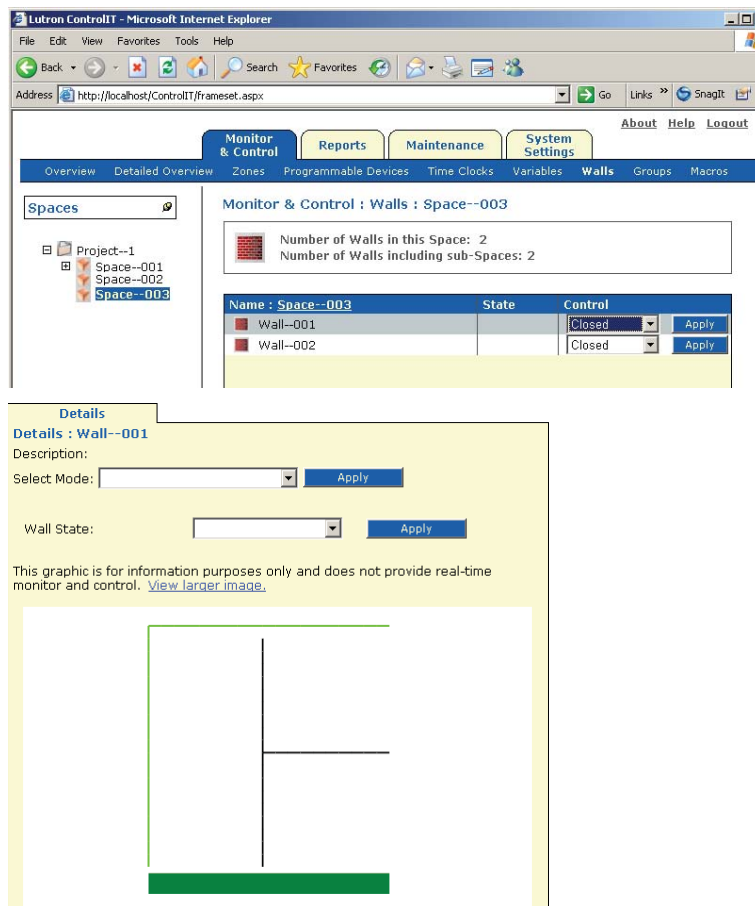 Lutron ControlIT - Microsoft Internet Explorer
File Edit View Favorites Tools Help
Back Search Favorites
Address http://localhost/ControlIT/frameset.aspx Go Links » SnagIt
About Help Logout
Monitor & Control Reports Maintenance System Settings
Overview Detailed Overview Zones Programmable Devices Time Clocks Variables Walls Groups Macros
Spaces
Project--1
Space--001
Space--002
Space--003
Monitor & Control : Walls : Space--003
Number of Walls in this Space: 2
Number of Walls including sub-Spaces: 2
Name : Space--003 State Control
Wall--001 Closed Apply
Wall--002 Closed Apply
Details
Details : Wall--001
Description:
Select Mode: Apply
Wall State: Apply
This graphic is for information purposes only and does not provide real-time
monitor and control. View larger image.